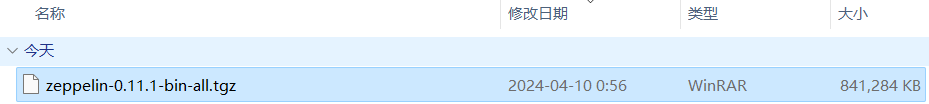 名称 修改日期 类型 大小
今天
zeppelin-0.11.1-bin-all.tgz 2024-04-10 0:56 WinRAR 841,284 KB